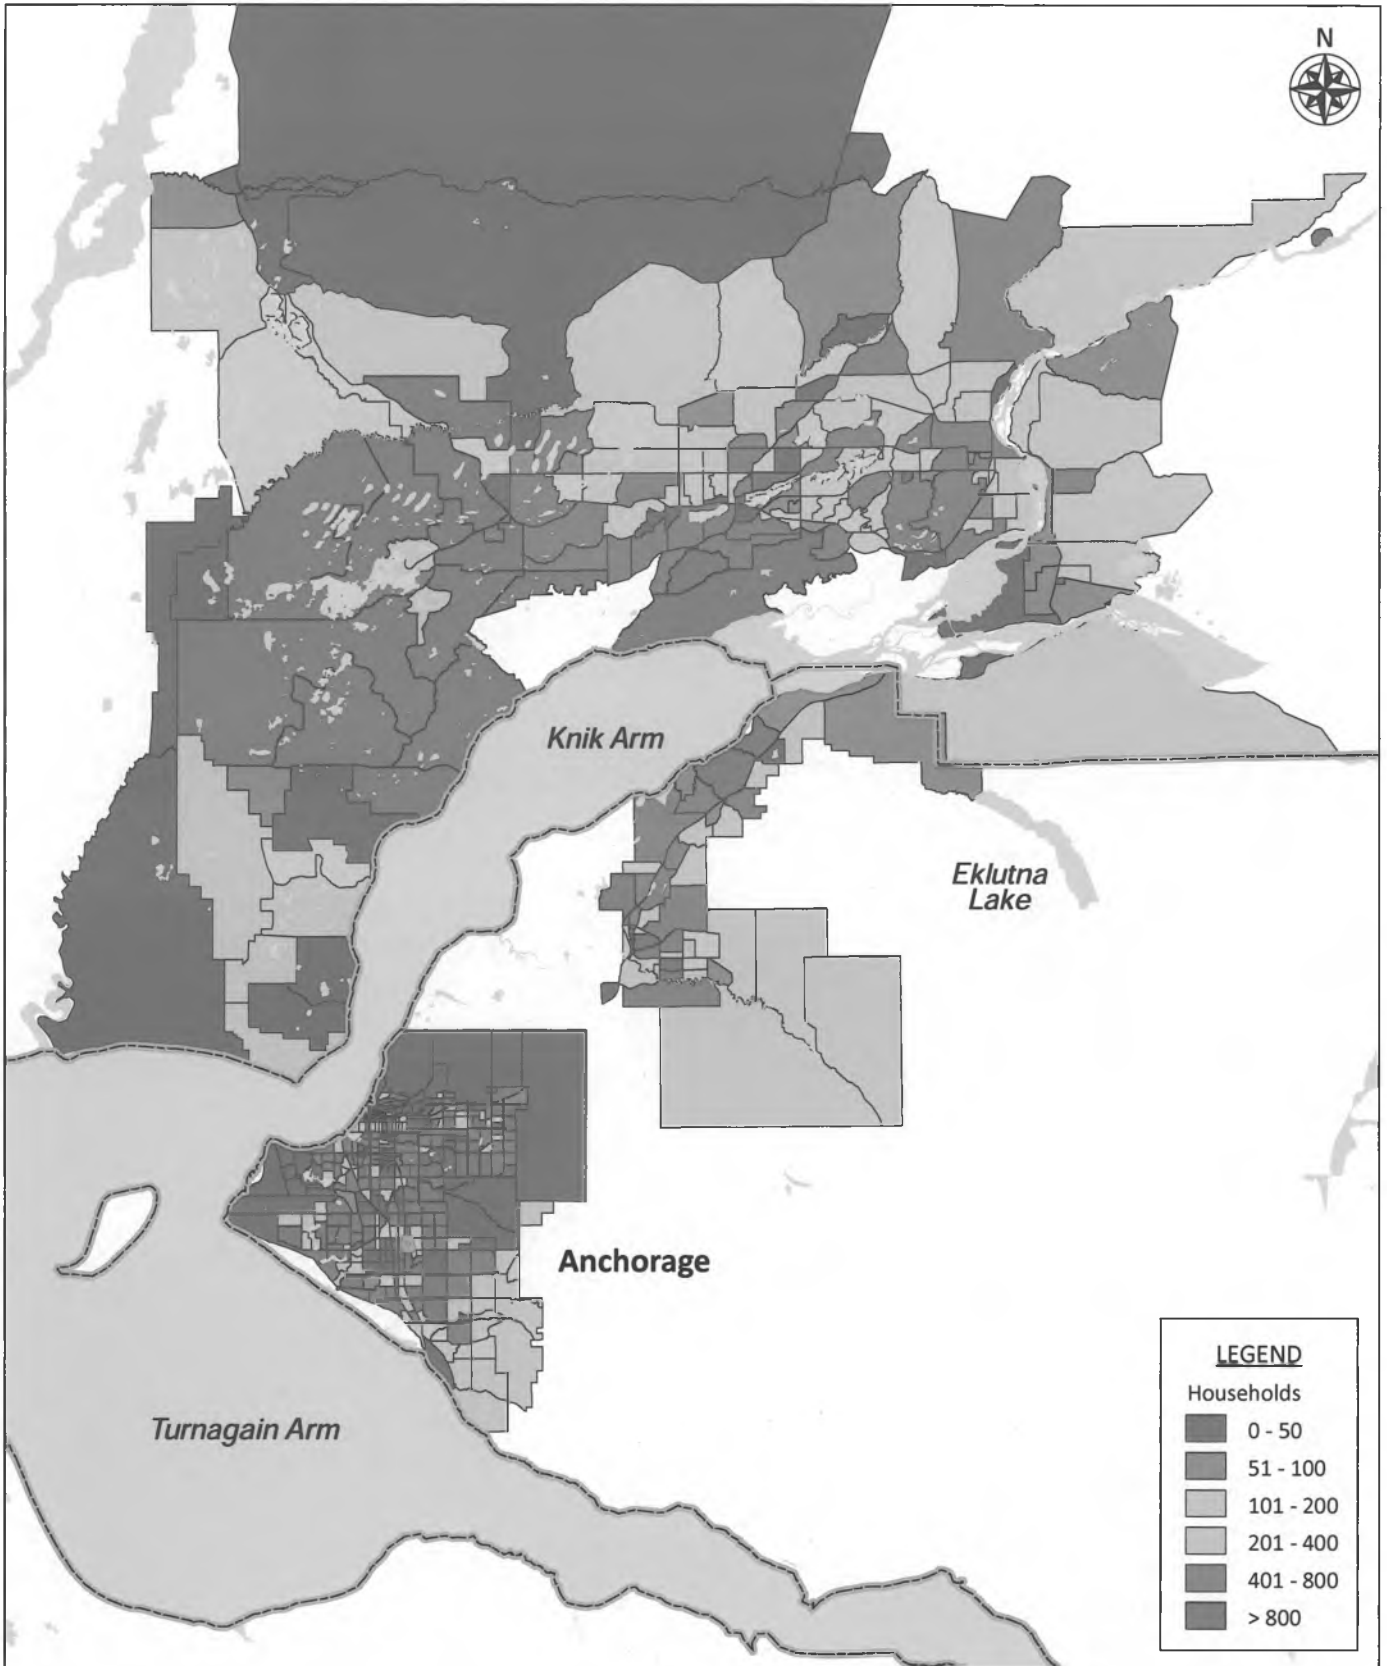 N
Knik Arm
Eklutna
Lake
Anchorage
Turnagain Arm
LEGEND
Households
0 - 50
51 - 100
101 - 200
201 - 400
401 - 800
> 800